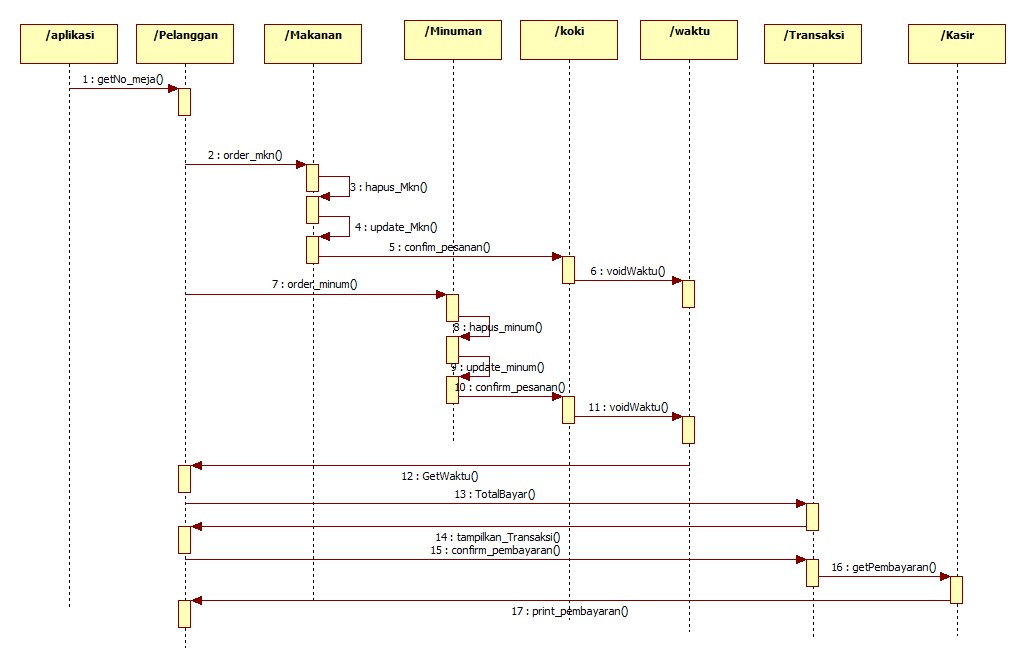 /aplikasi
/Pelanggan
/Makanan
/Minuman
/koki
/waktu
/Transaksi
/Kasir
1 : getNo_meja()
2 : order_mkn()
3 : hapus_Mkn()
4 : update_Mkn()
5 : confim_pesanan()
6 : voidWaktu()
7 : order_minum()
8 : hapus_minum()
9 : update_minum()
10 : confirm_pesanan()
11 : voidWaktu()
12 : GetWaktu()
13 : TotalBayar()
14 : tampilkan_Transaksi()
15 : confirm_pembayaran()
16 : getPembayaran()
17 : print_pembayaran()